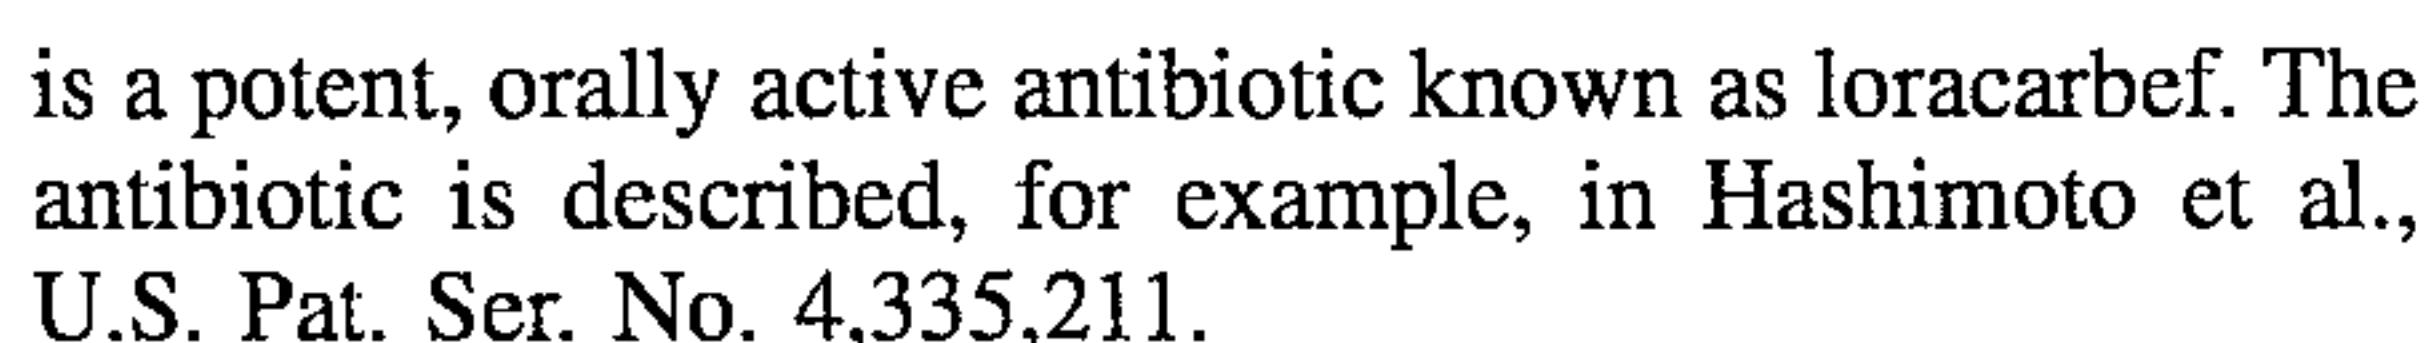 is a potent, orally active antibiotic known as loracarbef. The
antibiotic is described, for example, in Hashimoto et al.,
U.S. Pat. Ser. No. 4,335,211.